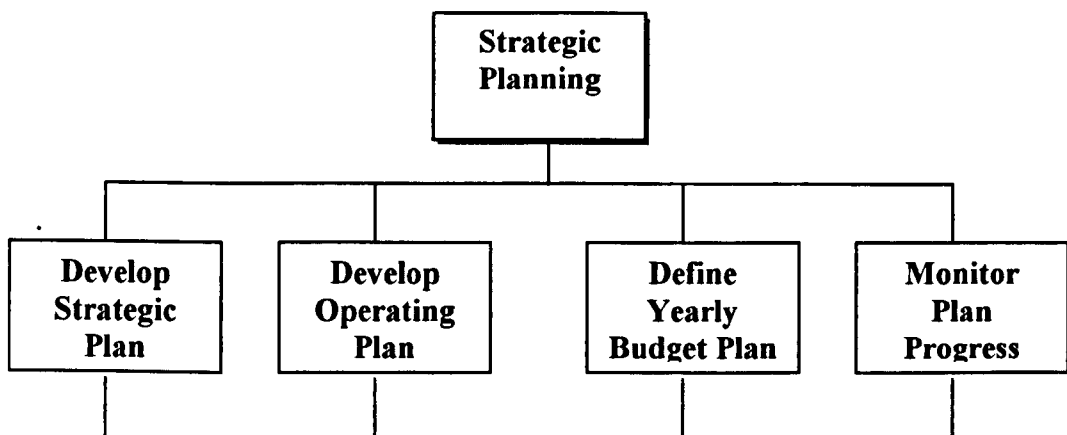 Strategic
Planning
Develop
Strategic
Plan
Develop
Operating
Plan
Define
Yearly
Budget Plan
Monitor
Plan
Progress